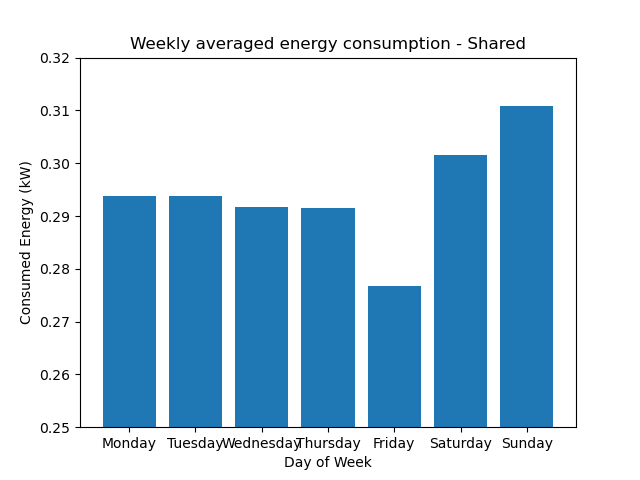 Weekly averaged energy consumption - Shared
0.32
0.31
0.30
0.29
0.28
0.27
0.26
0.25
Consumed Energy (kW)
Monday Tuesday Wednesday Thursday Friday Saturday Sunday
Day of Week